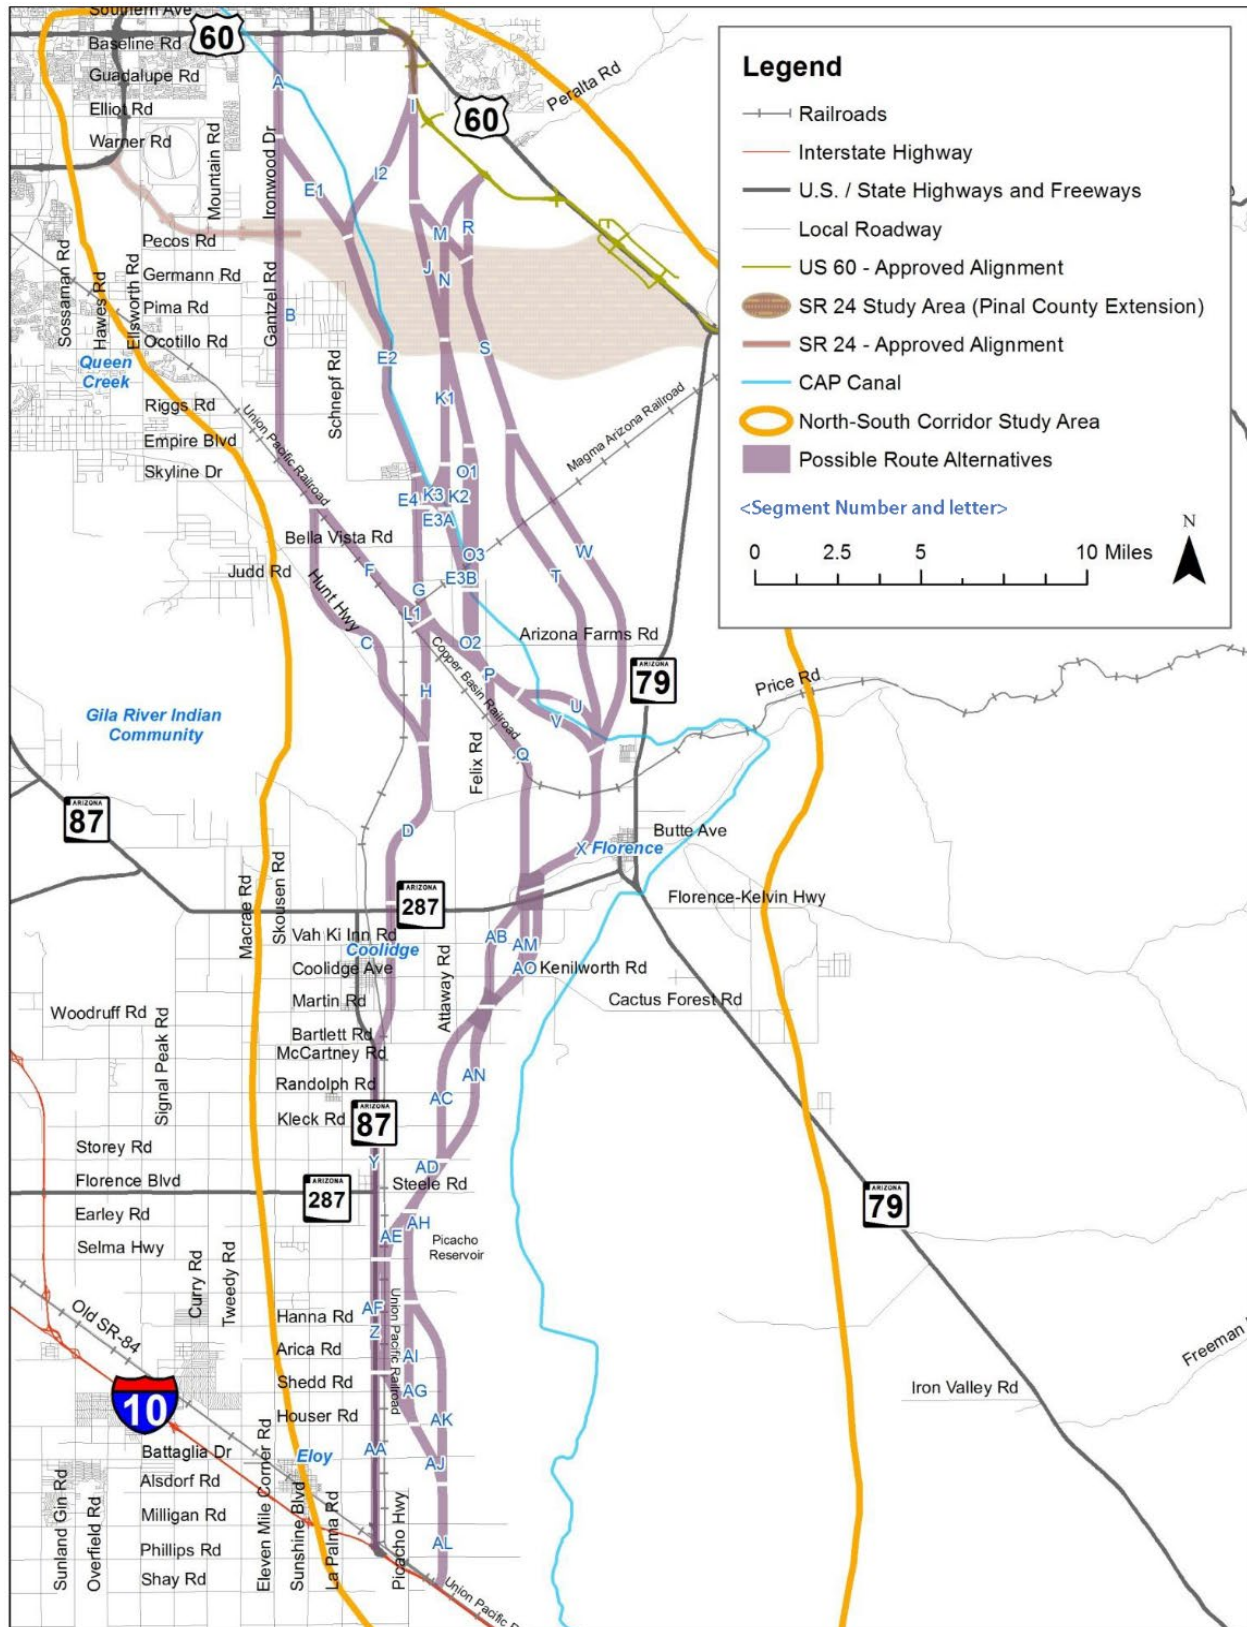 Southern Ave
Baseline Rd
60
Guadalupe Rd
Elliot Rd
Warner Rd
Mountain Rd
Ironwood Dr
A
I
60
Peralta Rd
E1
I2
Pecos Rd
Germann Rd
Pima Rd
Ocotillo Rd
Sossaman Rd
Hawes Rd
Ellsworth Rd
Gantzel Rd
B
M
R
J
N
S
E2
Schnepf Rd
Queen
Creek
Riggs Rd
Empire Blvd
Skyline Dr
Union Pacific Railroad
K1
Magma Arizona Railroad
O1
E4
K3
K2
E3A
Bella Vista Rd
Judd Rd
Hunt Hwy
F
G
O3
E3B
W
T
L1
C
O2
Arizona Farms Rd
Copper Basin Railroad
P
H
U
V
Q
ARIZONA
79
Price Rd
Gila River Indian
Community
Felix Rd
ARIZONA
87
D
X
Florence
Butte Ave
Florence-Kelvin Hwy
Macrae Rd
Skousen Rd
ARIZONA
287
Vah Ki Inn Rd
Coolidge
Coolidge Ave
Attaway Rd
AB
AM
AO
Kenilworth Rd
Cactus Forest Rd
Martin Rd
Woodruff Rd
Signal Peak Rd
Bartlett Rd
McCartney Rd
Randolph Rd
Kleck Rd
ARIZONA
87
AN
AC
Storey Rd
Y
AD
Florence Blvd
ARIZONA
287
Steele Rd
ARIZONA
79
Earley Rd
Selma Hwy
AH
AE
Picacho
Reservoir
Curry Rd
Tweedy Rd
Old SR-84
Hanna Rd
AF
Z
Union Pacific Railroad
Arica Rd
AI
Shedd Rd
AG
Houser Rd
AK
10
Freeman
Iron Valley Rd
Battaglia Dr
Eloy
AA
AJ
Alsdorf Rd
Milligan Rd
Phillips Rd
Shay Rd
Sunland Gin Rd
Overfield Rd
Eleven Mile Corner Rd
Sunshine Blvd
La Palma Rd
Picacho Hwy
AL
Union Pacific
Legend
Railroads
Interstate Highway
U.S. / State Highways and Freeways
Local Roadway
US 60 - Approved Alignment
SR 24 Study Area (Pinal County Extension)
SR 24 - Approved Alignment
CAP Canal
North-South Corridor Study Area
Possible Route Alternatives
<Segment Number and letter>
N
0 2.5 5 10 Miles